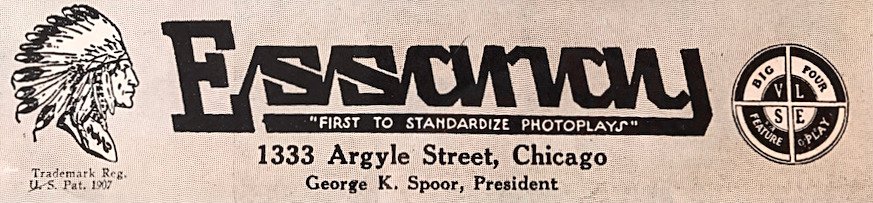 Essanay
"FIRST TO STANDARDIZE PHOTOPLAYS"
1333 Argyle Street, Chicago
George K. Spoor, President
Trademark Reg.
U. S. Pat. 1907
BIG FOUR
V L
S E
FEATURE PLAY